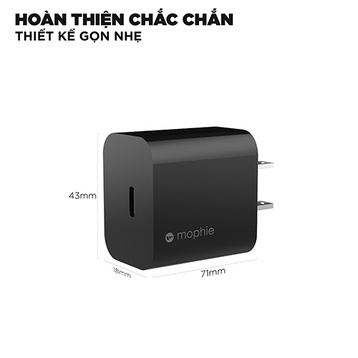 HOÀN THIỆN CHẮC CHẮN
THIẾT KẾ GỌN NHẸ
43mm
mophie
18mm
71mm